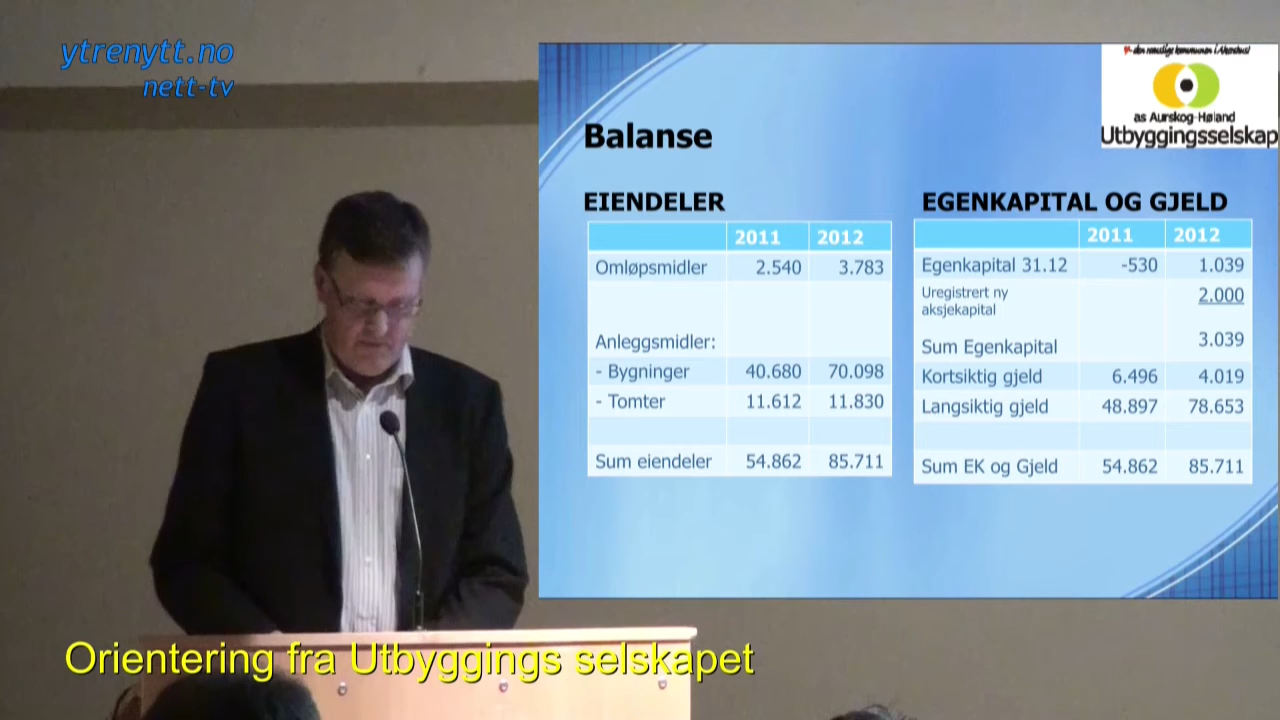 ytrenytt.no
nett-tv
den romslige kommunen i Akershus!
as Aurskog-Høland
Utbyggingsselskap
Balanse
EIENDELER
2011 2012
Omløpsmidler 2.540 3.783
Anleggsmidler:
- Bygninger 40.680 70.098
- Tomter 11.612 11.830
Sum eiendeler 54.862 85.711
EGENKAPITAL OG GJELD
2011 2012
Egenkapital 31.12 -530 1.039
Uregistrert ny 2.000
aksjekapital
Sum Egenkapital 3.039
Kortsiktig gjeld 6.496 4.019
Langsiktig gjeld 48.897 78.653
Sum EK og Gjeld 54.862 85.711
Orientering fra Utbyggings selskapet